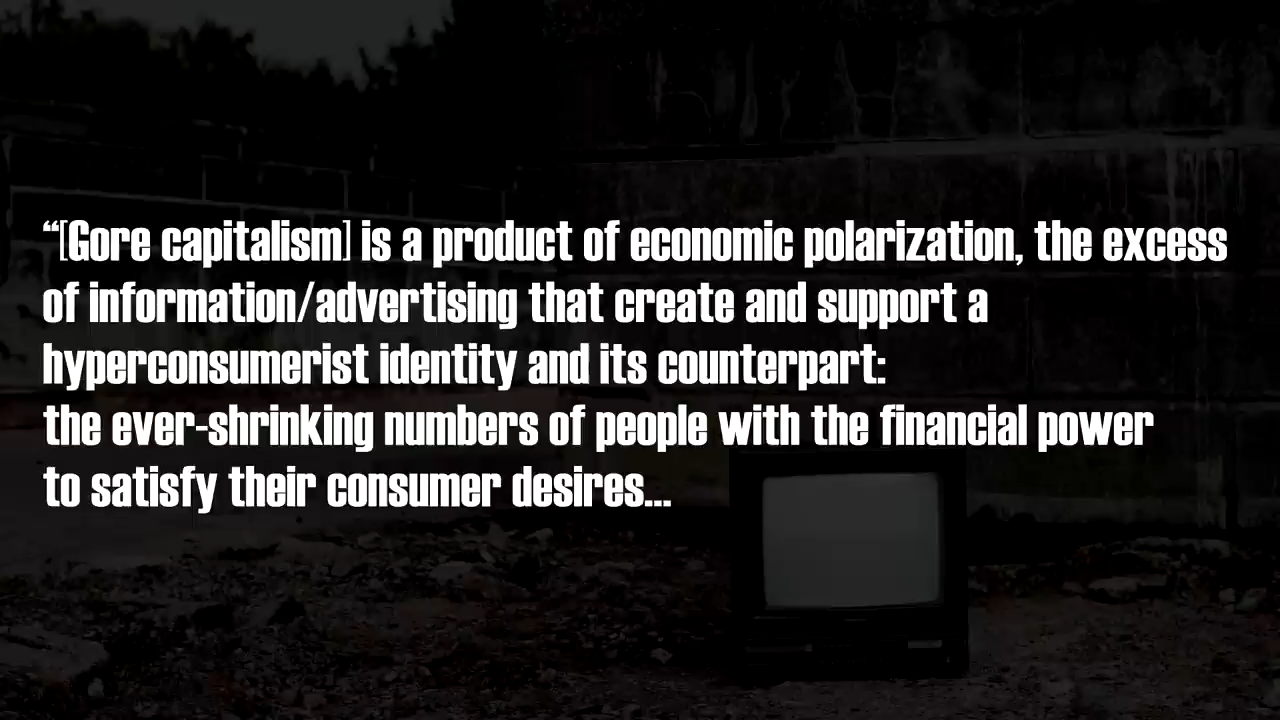 “[Gore capitalism] is a product of economic polarization, the excess
of information/advertising that create and support a
hyperconsumerist identity and its counterpart:
the ever-shrinking numbers of people with the financial power
to satisfy their consumer desires...